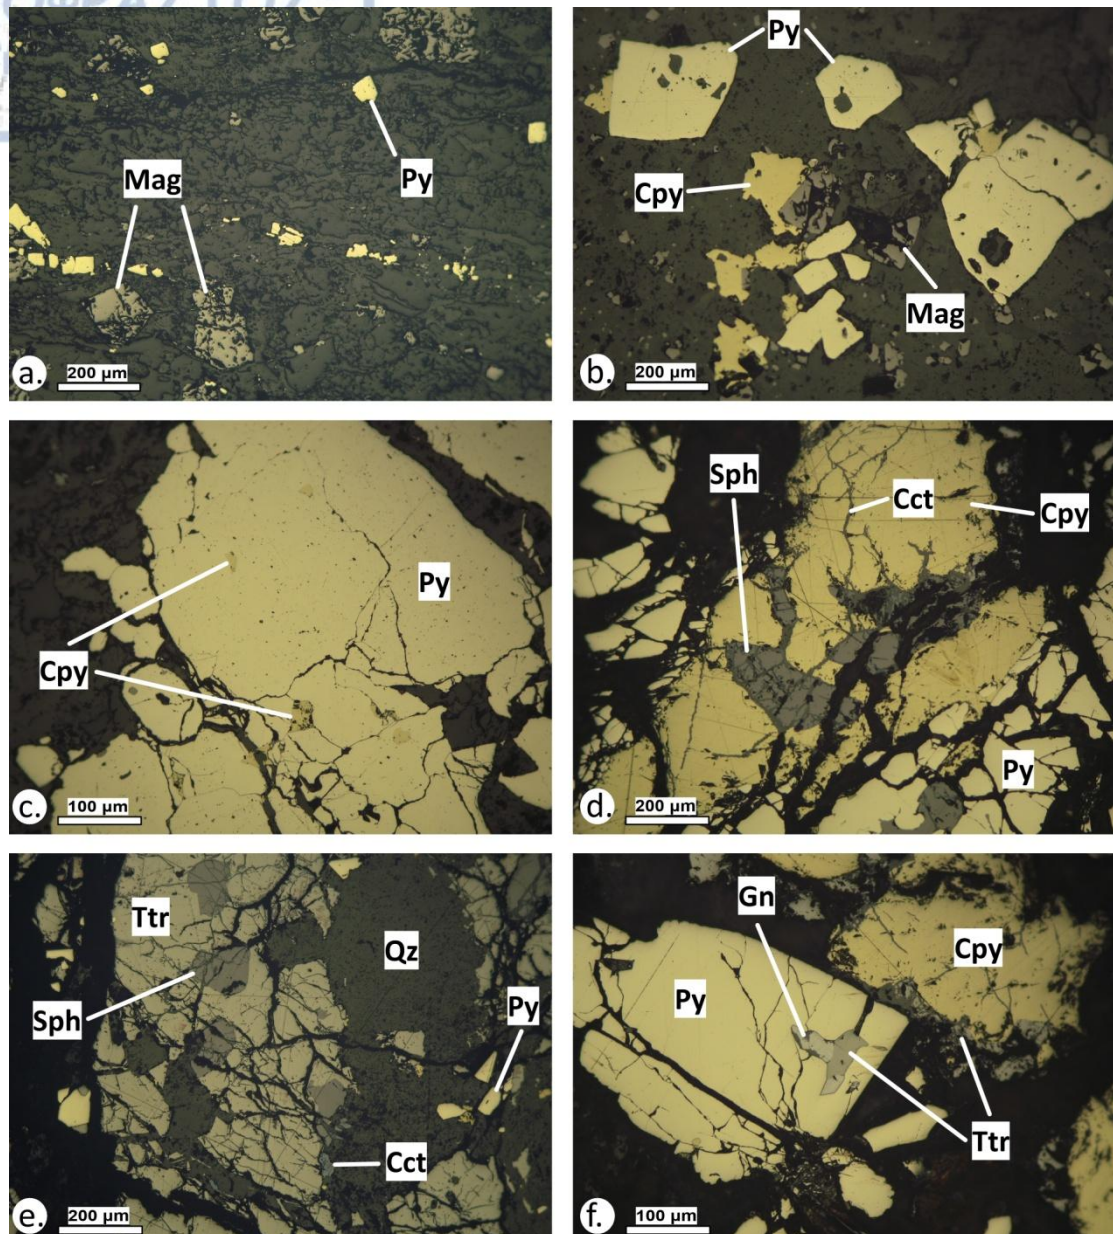 Mag
Py
a.
200 µm
Py
Cpy
Mag
b.
200 µm
Py
Cpy
c.
100 µm
Sph
Cct
Cpy
Py
d.
200 µm
Ttr
Qz
Sph
Py
Cct
e.
200 µm
Gn
Cpy
Py
Ttr
f.
100 µm